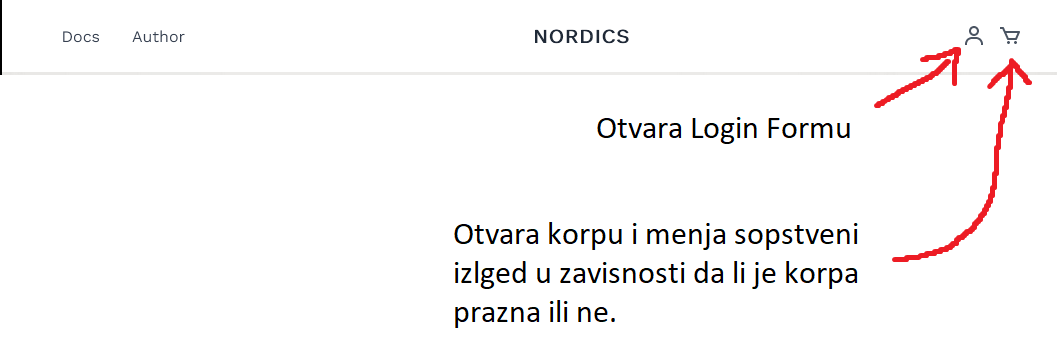 Docs Author NORDICS
Otvara Login Formu
Otvara korpu i menja sopstveni
izlged u zavisnosti da li je korpa
prazna ili ne.